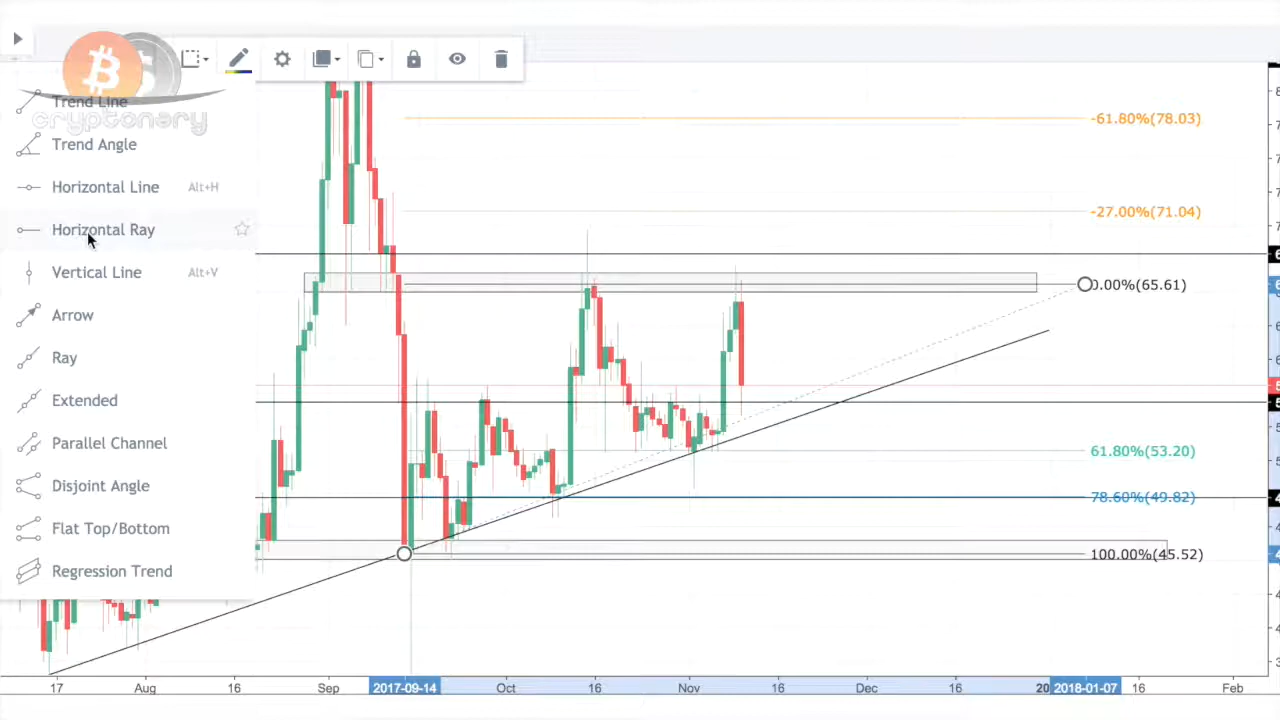 cryptonary
Trend Line
Trend Angle
Horizontal Line Alt+H
Horizontal Ray
Vertical Line Alt+V
Arrow
Ray
Extended
Parallel Channel
Disjoint Angle
Flat Top/Bottom
Regression Trend
-61.80%(78.03)
-27.00%(71.04)
0.00%(65.61)
61.80%(53.20)
78.60%(49.82)
100.00%(45.52)
17 Aug 16 Sep 2017-09-14 Oct 16 Nov 16 Dec 16 20 2018-01-07 16 Feb